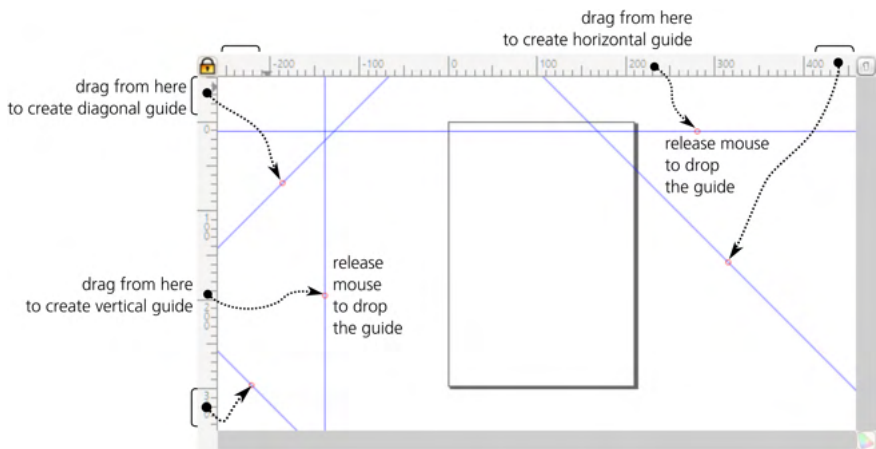 drag from here
to create horizontal guide
-200
-100
0
100
200
300
400
drag from here
to create diagonal guide
0
release mouse
to drop
the guide
drag from here
to create vertical guide
release
mouse
to drop
the guide